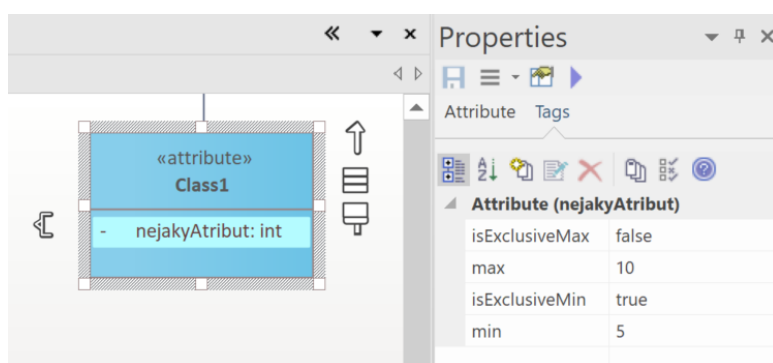 Properties
Attribute Tags
«attribute»
Class1
- nejakyAtribut: int
Attribute (nejakyAtribut)
isExclusiveMax false
max 10
isExclusiveMin true
min 5